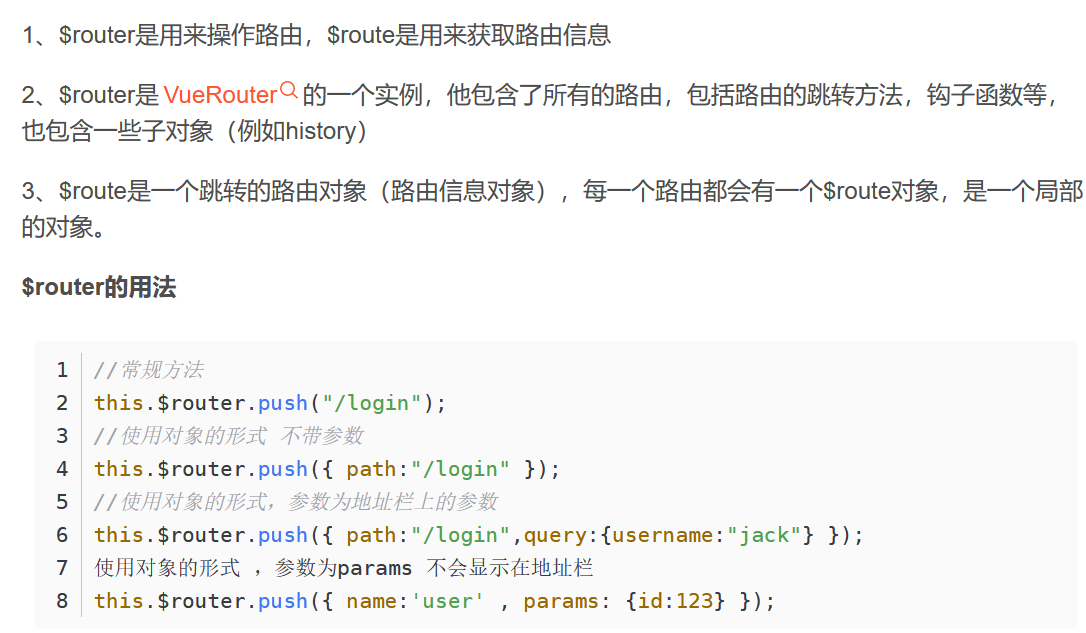 1、$router是用来操作路由，$route是用来获取路由信息
2、$router是 VueRouter 的一个实例，他包含了所有的路由，包括路由的跳转方法，钩子函数等，
也包含一些子对象（例如history）
3、$route是一个跳转的路由对象（路由信息对象），每一个路由都会有一个$route对象，是一个局部
的对象。
$router的用法
1 //常规方法
2 this.$router.push("/login");
3 //使用对象的形式 不带参数
4 this.$router.push({ path:"/login" });
5 //使用对象的形式，参数为地址栏上的参数
6 this.$router.push({ path:"/login",query:{username:"jack"} });
7 使用对象的形式 ，参数为params 不会显示在地址栏
8 this.$router.push({ name:'user' , params: {id:123} });